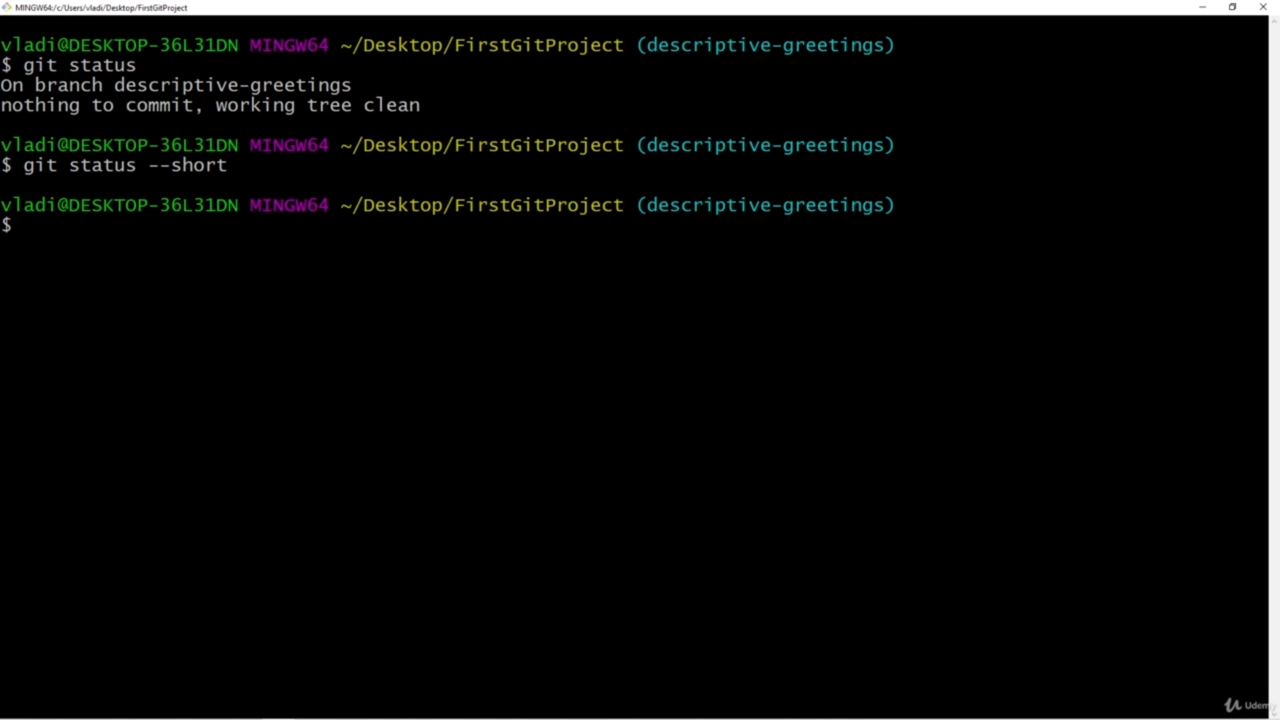 MINGW64:/c/Users/vladi/Desktop/FirstGitProject
vladi@DESKTOP-36L31DN MINGW64 ~/Desktop/FirstGitProject (descriptive-greetings)
$ git status
On branch descriptive-greetings
nothing to commit, working tree clean
vladi@DESKTOP-36L31DN MINGW64 ~/Desktop/FirstGitProject (descriptive-greetings)
$ git status --short
vladi@DESKTOP-36L31DN MINGW64 ~/Desktop/FirstGitProject (descriptive-greetings)
$
Udemy